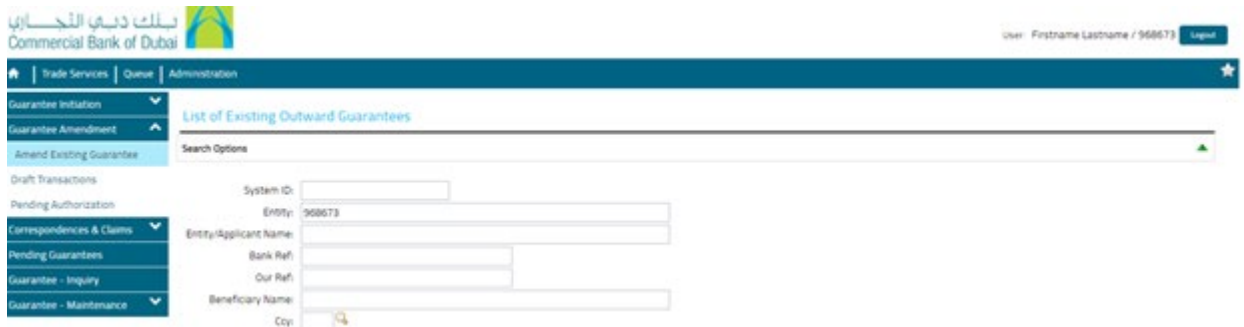 بنك دبي التجاري
Commercial Bank of Dubai
User: Firstname Lastname / 968673 Logout
Trade Services Queue Administration
Guarantee Initiation
Guarantee Amendment
Amend Existing Guarantee
Draft Transactions
Pending Authorization
Correspondences & Claims
Pending Guarantees
Guarantee - Inquiry
Guarantee - Maintenance
List of Existing Outward Guarantees
Search Options
System ID:
Entity: 968673
Entity/Applicant Name:
Bank Ref:
Our Ref:
Beneficiary Name:
Ccy: